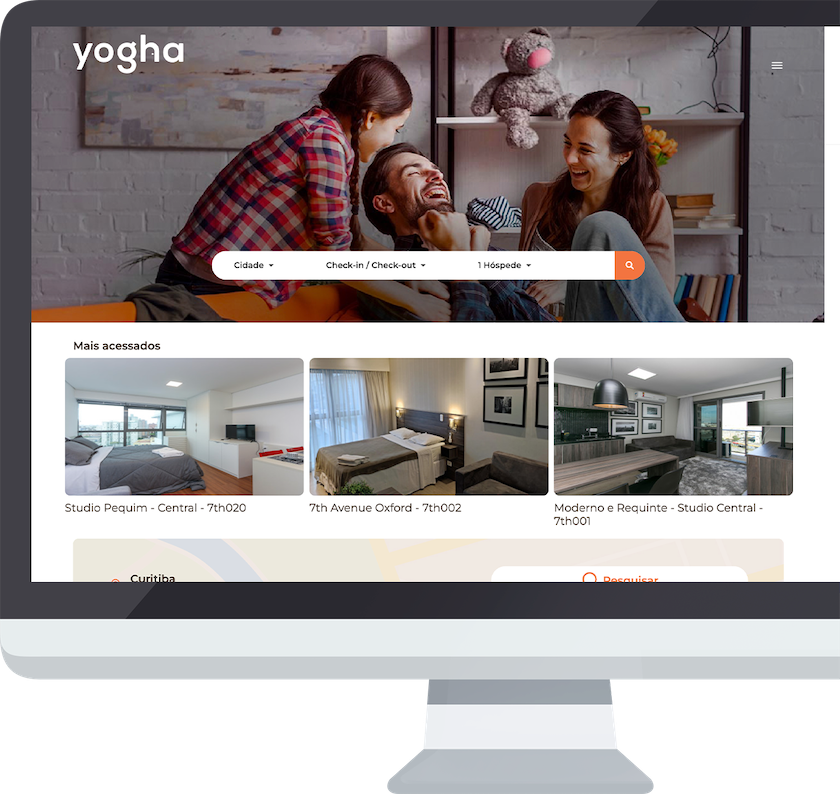 yogha
Cidade
Check-in / Check-out
1 Hóspede
Mais acessados
Studio Pequim - Central - 7th020
7th Avenue Oxford - 7th002
Moderno e Requinte - Studio Central -
7th001
Curitiba
Pesquisar